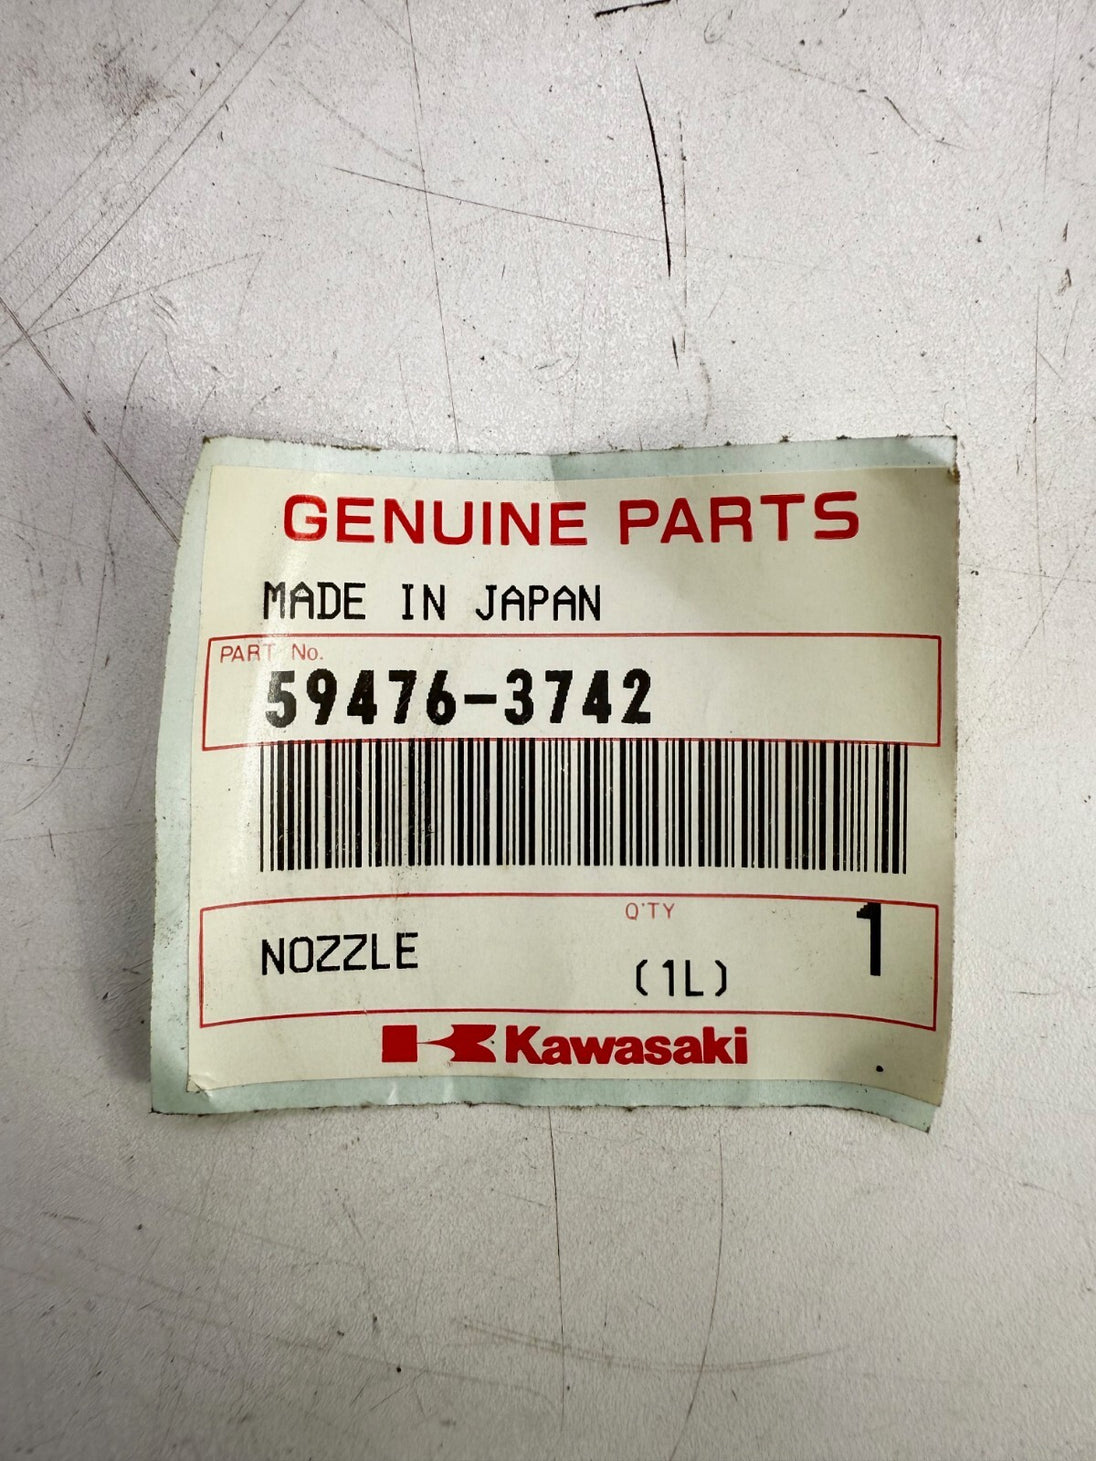 GENUINE PARTS
MADE IN JAPAN
PART No.
59476-3742
Q'TY
NOZZLE (1L) 1
Kawasaki